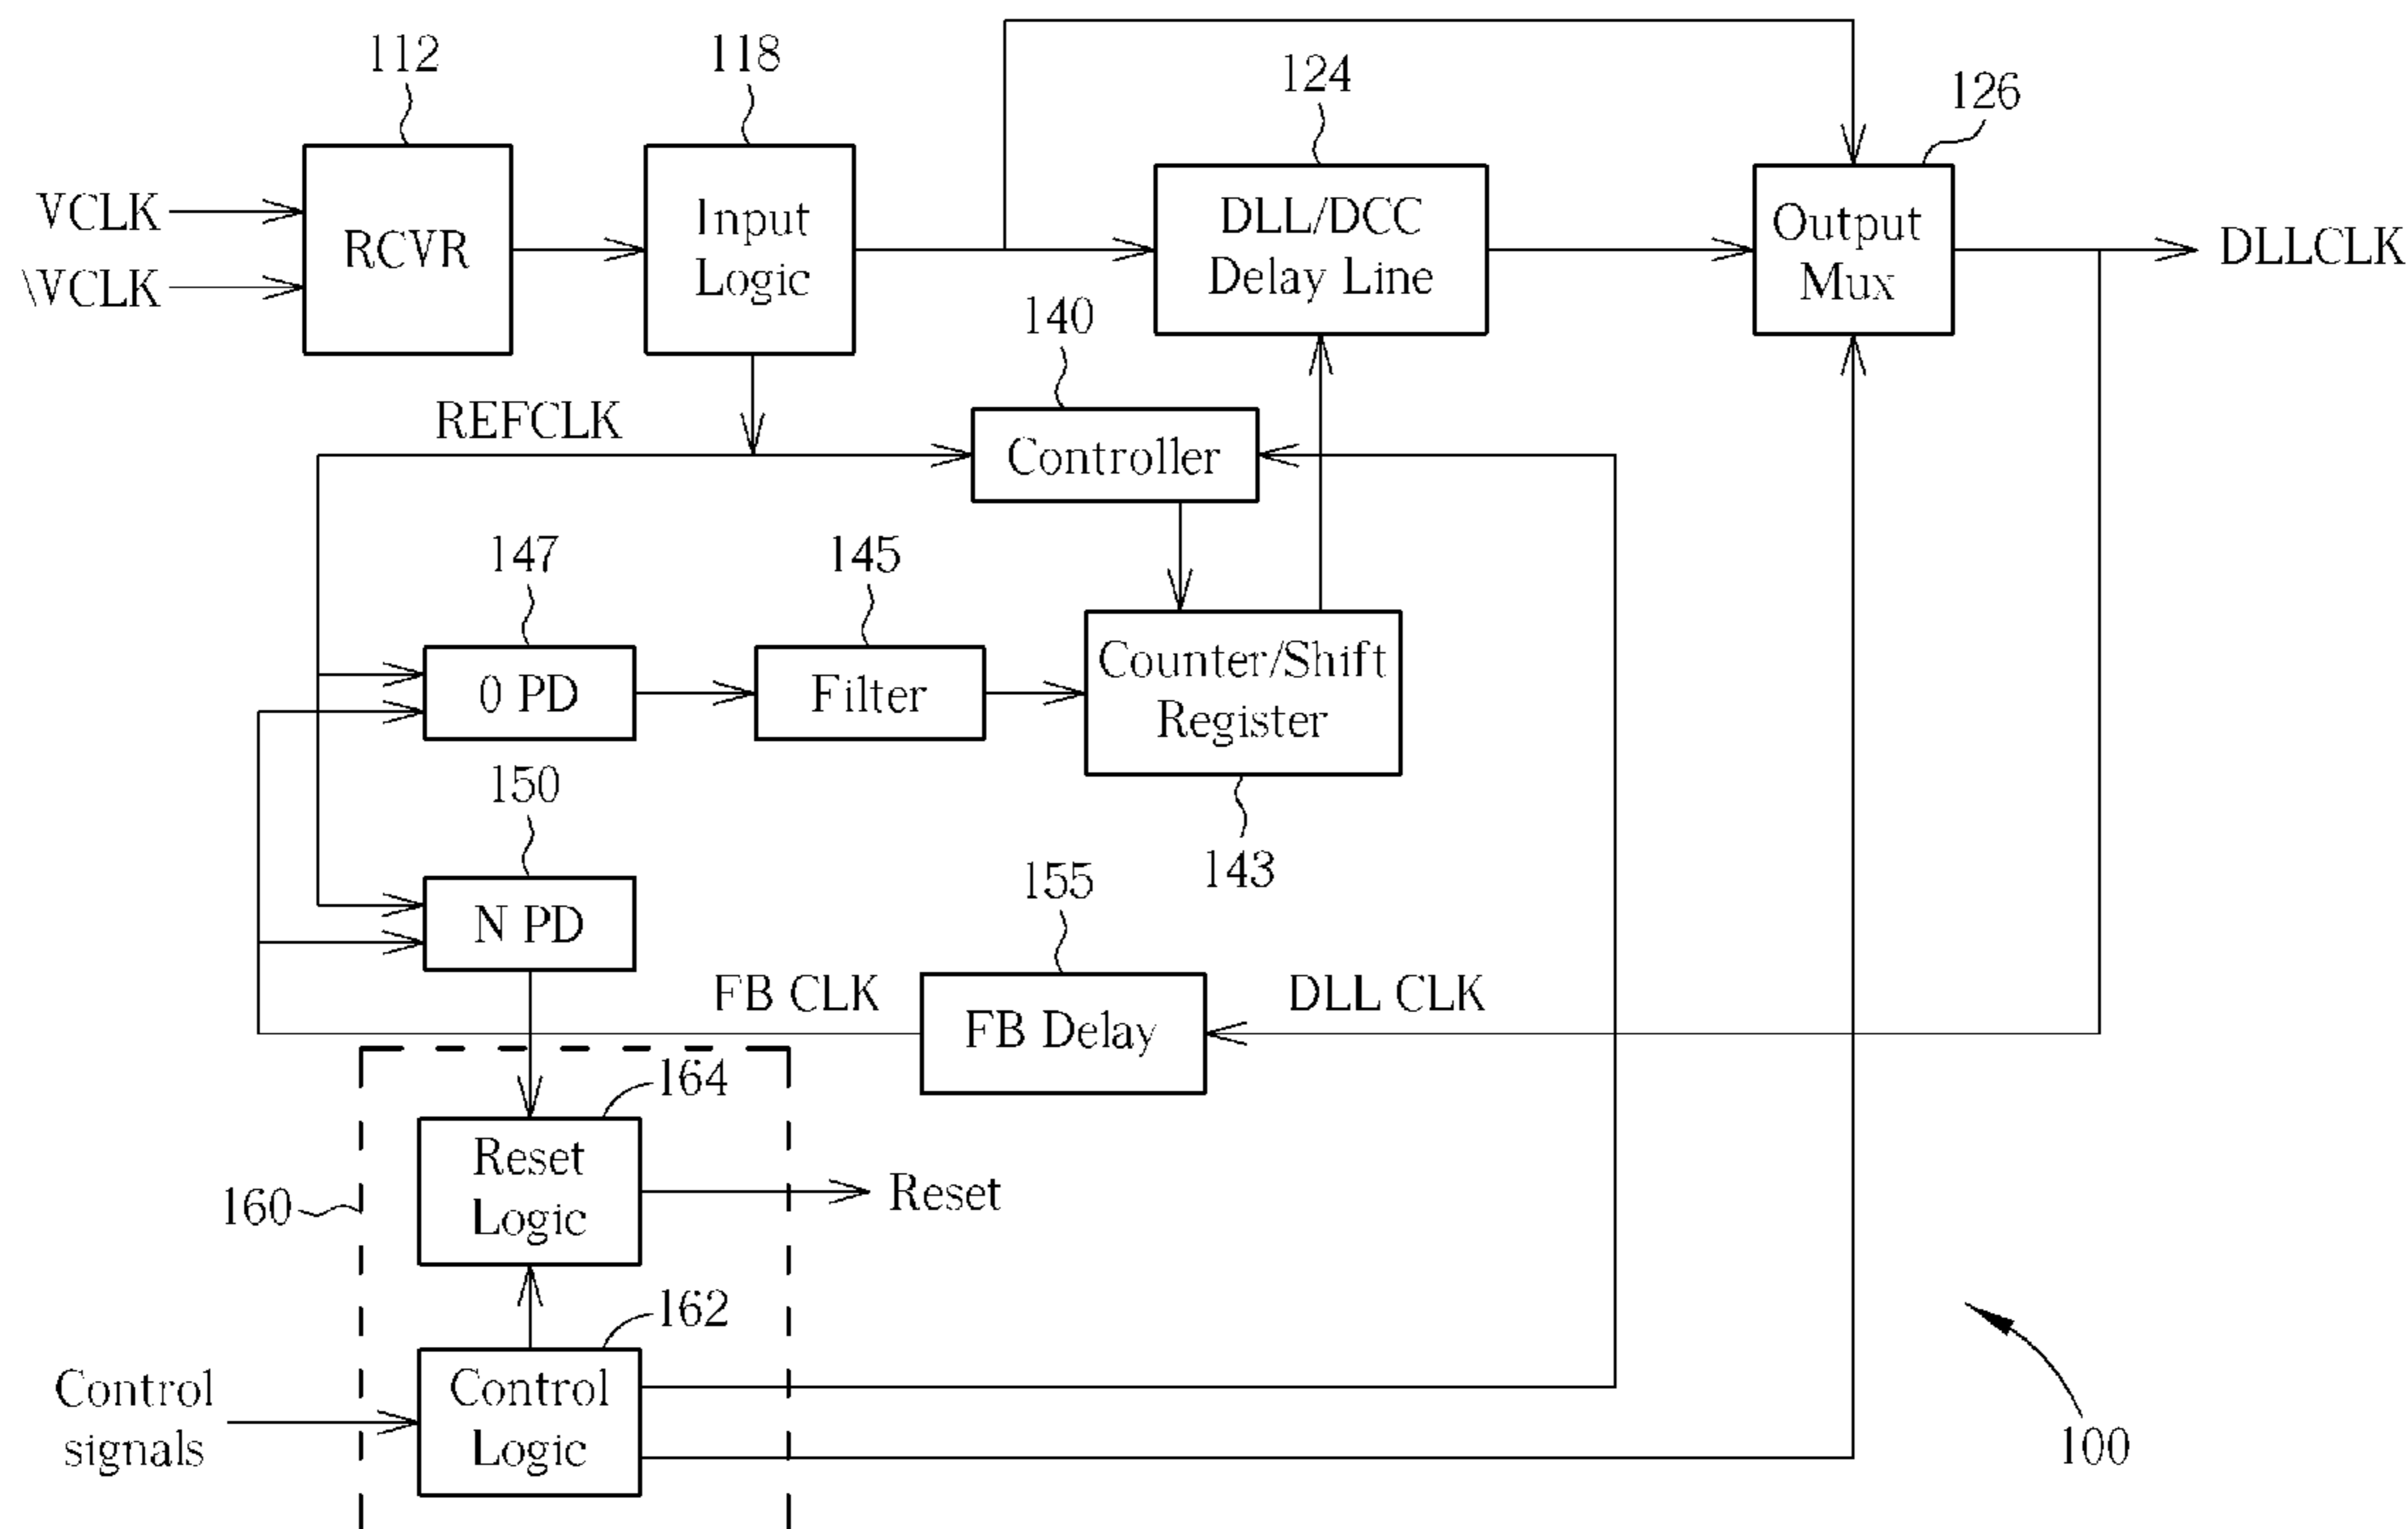 112
118
124
126
VCLK
\VCLK
RCVR
Input
Logic
DLL/DCC
Delay Line
Output
Mux
DLLCLK
140
REFCLK
Controller
147
145
0 PD
Filter
Counter/Shift
Register
150
143
N PD
155
FB CLK
FB Delay
DLL CLK
164
Reset
Logic
Reset
160
162
Control
signals
Control
Logic
100